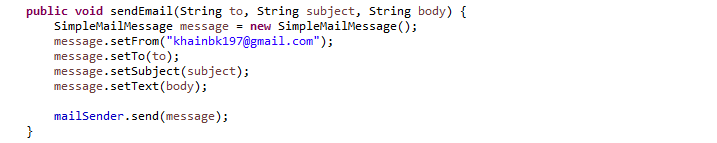 public void sendEmail(String to, String subject, String body) {
    SimpleMailMessage message = new SimpleMailMessage();
    message.setFrom("khainbk197@gmail.com");
    message.setTo(to);
    message.setSubject(subject);
    message.setText(body);

    mailSender.send(message);
}